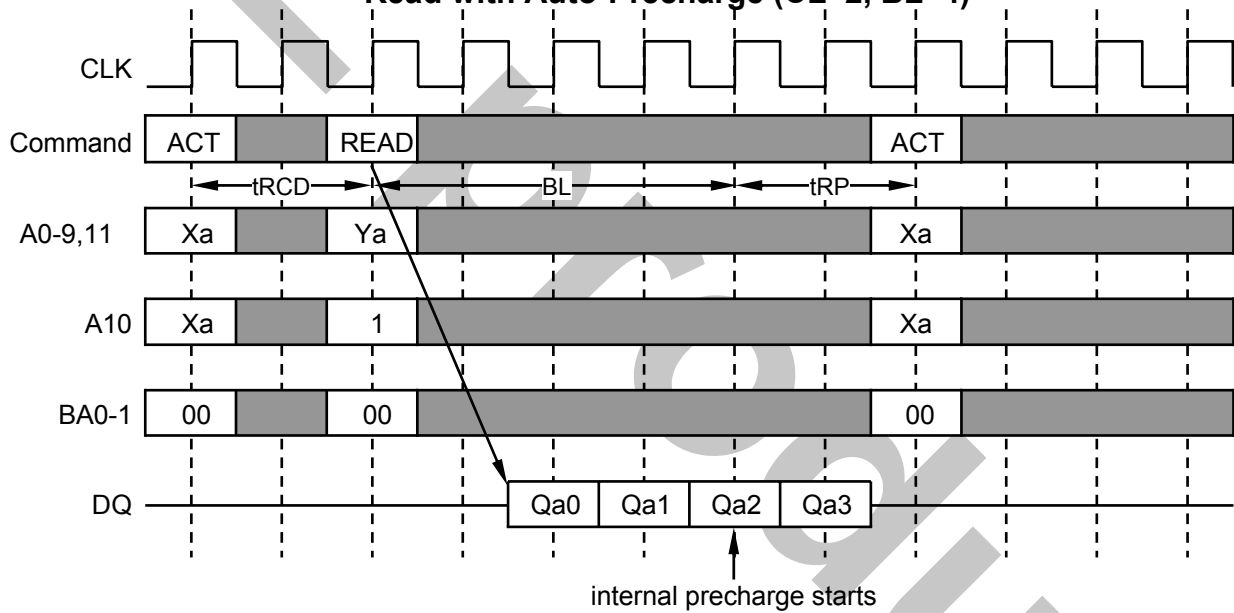 Read with Auto-Precharge (CL=2, BL=4)
CLK
Command ACT READ ACT
tRCD BL tRP
A0-9,11 Xa Ya Xa
A10 Xa 1 Xa
BA0-1 00 00 00
DQ Qa0 Qa1 Qa2 Qa3
internal precharge starts